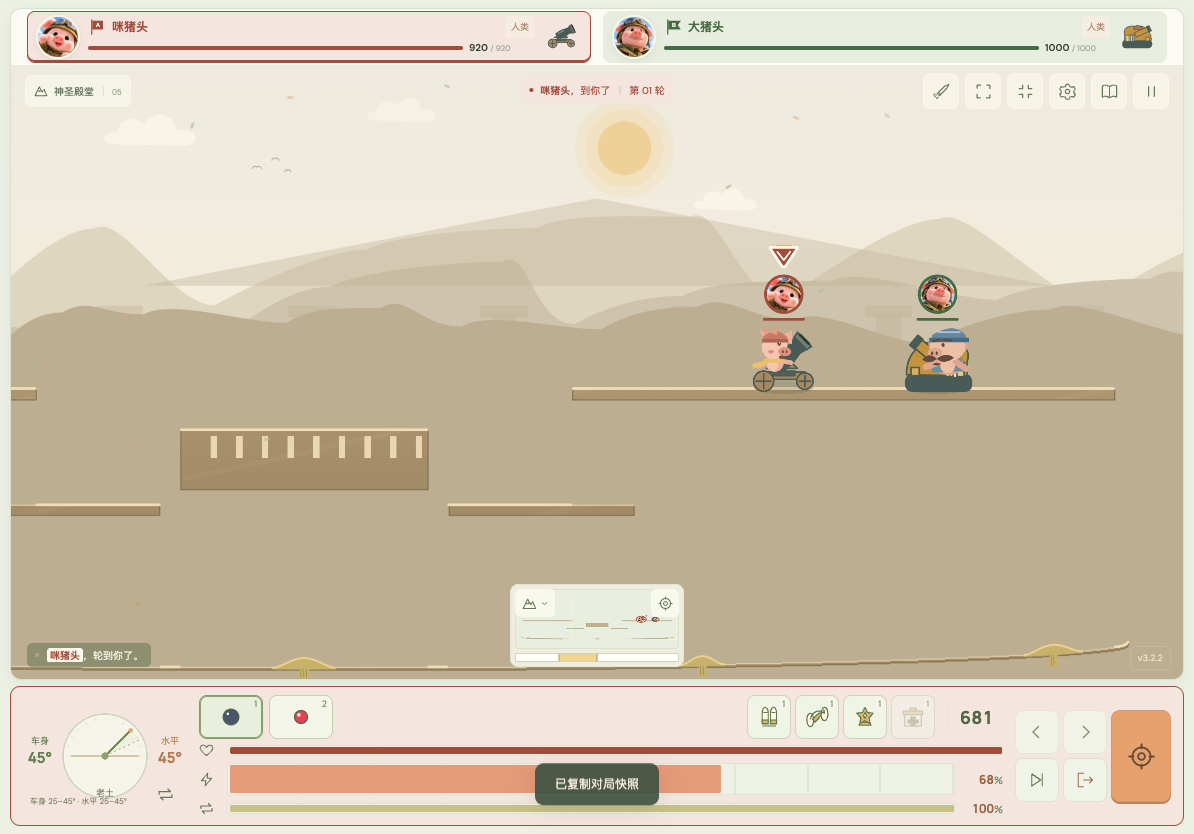 咪猪头
人类
920 / 920
大猪头
人类
1000 / 1000
神圣殿堂 05
咪猪头，到你了 第 01 轮
咪猪头，轮到你了。
v3.2.2
车身
45°
水平
45°
老土
车身 25–45° · 水平 25–45°
1
2
1
1
1
1
681
68%
100%
已复制对局快照